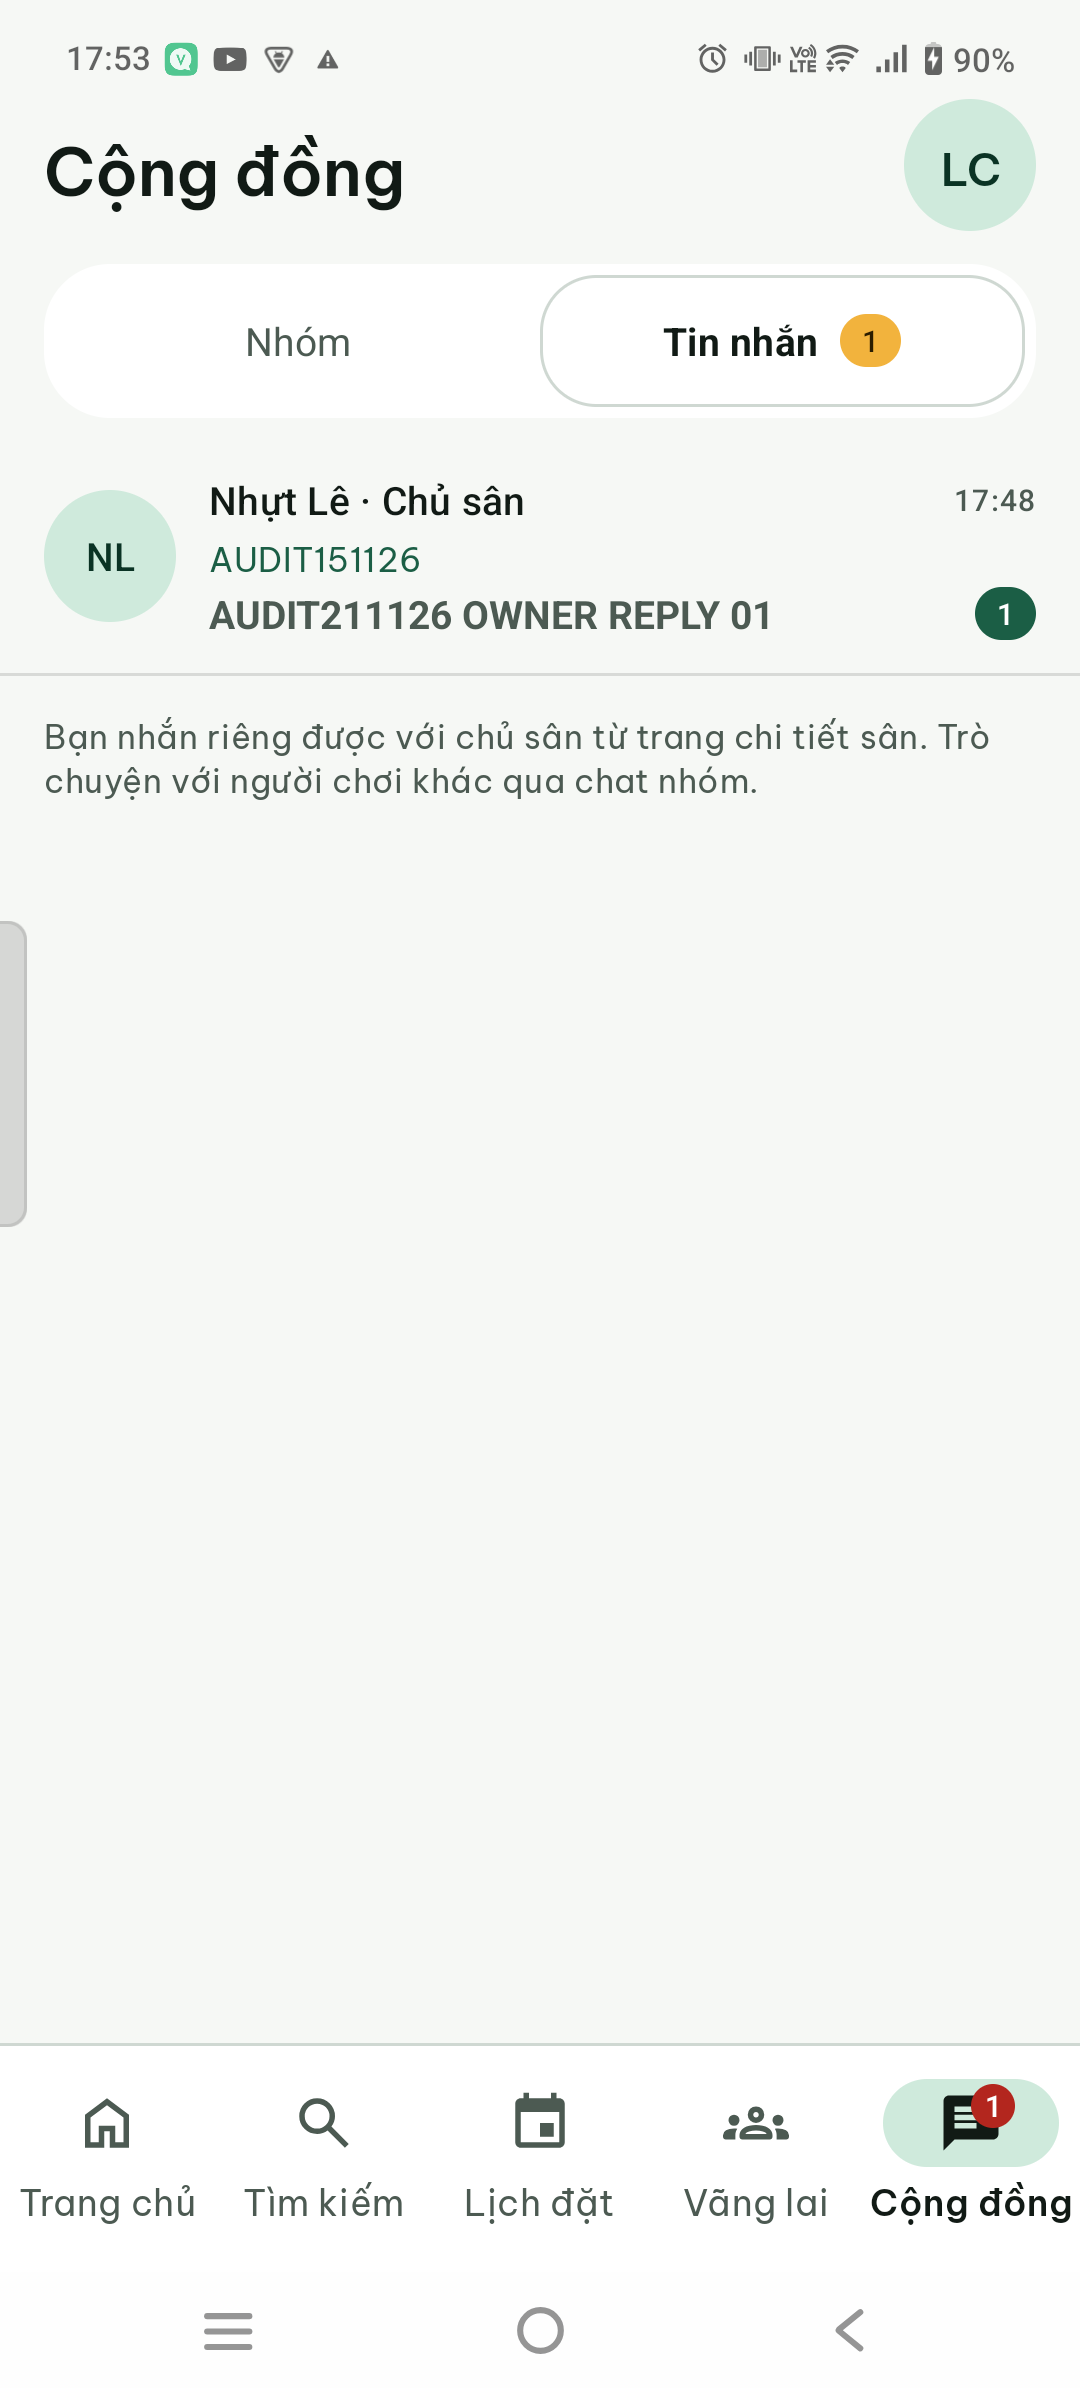 17:53
VoLTE
90%
Cộng đồng
LC
Nhóm
Tin nhắn 1
Nhựt Lê · Chủ sân
17:48
NL
AUDIT151126
AUDIT211126 OWNER REPLY 01
1
Bạn nhắn riêng được với chủ sân từ trang chi tiết sân. Trò
chuyện với người chơi khác qua chat nhóm.
1
Trang chủ
Tìm kiếm
Lịch đặt
Vãng lai
Cộng đồng